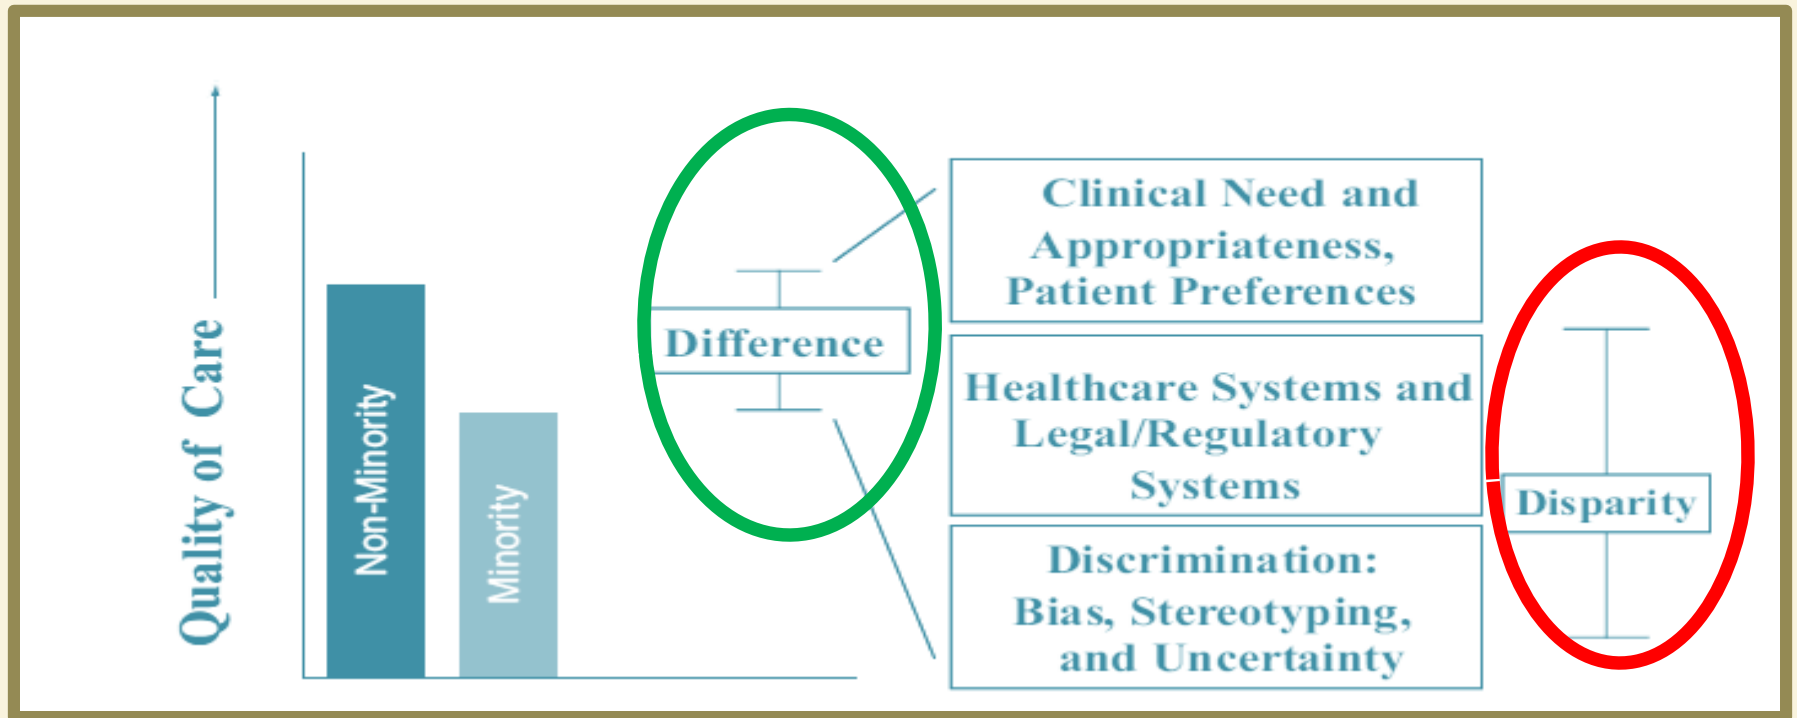 Quality of Care
Non-Minority
Minority
Difference
Clinical Need and
Appropriateness,
Patient Preferences
Healthcare Systems and
Legal/Regulatory
Systems
Discrimination:
Bias, Stereotyping,
and Uncertainty
Disparity